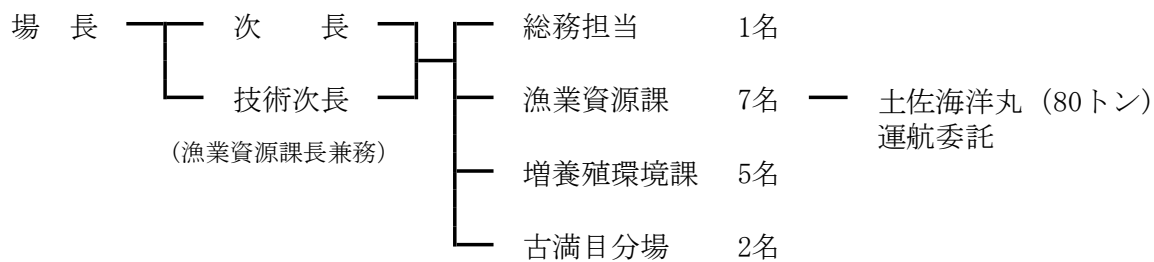 場　長
次　長
総務担当　1名
技術次長
(漁業資源課長兼務)
漁業資源課　7名
土佐海洋丸（80トン）
運航委託
増養殖環境課　5名
古満目分場　2名